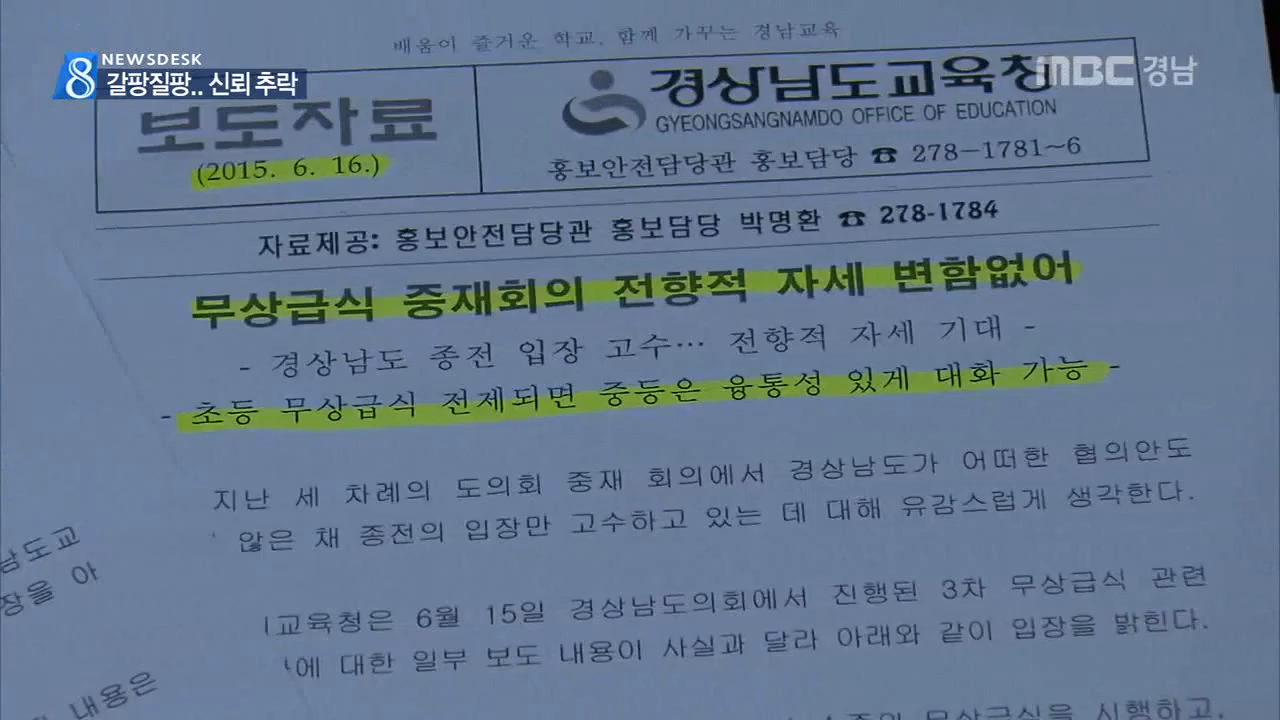 NEWSDESK
8 갈팡질팡.. 신뢰 추락
MBC 경남
배움이 즐거운 학교, 함께 가꾸는 경남교육
보도자료
(2015. 6. 16.)
경상남도교육청
GYEONGSANGNAMDO OFFICE OF EDUCATION
홍보안전담당관 홍보담당 ☎ 278-1781~6
자료제공: 홍보안전담당관 홍보담당 박명환 ☎ 278-1784
무상급식 중재회의 전향적 자세 변함없어
- 경상남도 종전 입장 고수… 전향적 자세 기대 -
- 초등 무상급식 전제되면 중등은 융통성 있게 대화 가능 -
지난 세 차례의 도의회 중재 회의에서 경상남도가 어떠한 협의안도
않은 채 종전의 입장만 고수하고 있는 데 대해 유감스럽게 생각한다.
교육청은 6월 15일 경상남도의회에서 진행된 3차 무상급식 관련
에 대한 일부 보도 내용이 사실과 달라 아래와 같이 입장을 밝힌다.
무상급식을 시행하고,
남도교
장을 아
내용은